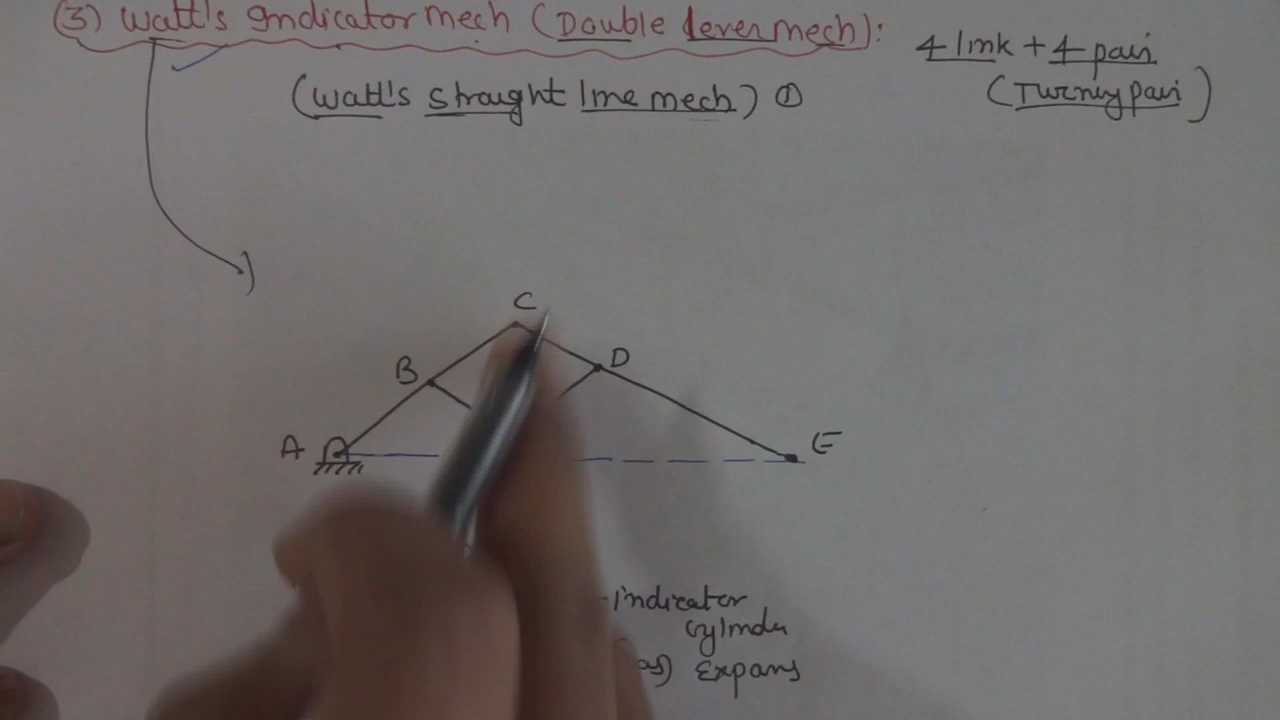 (3) Watt's Indicator mech (Double lever mech):
4 link + 4 pair
(Watt's straight line mech) ①
(Turning pair)
C
B
D
A
E
indicator
cylinder
Expans